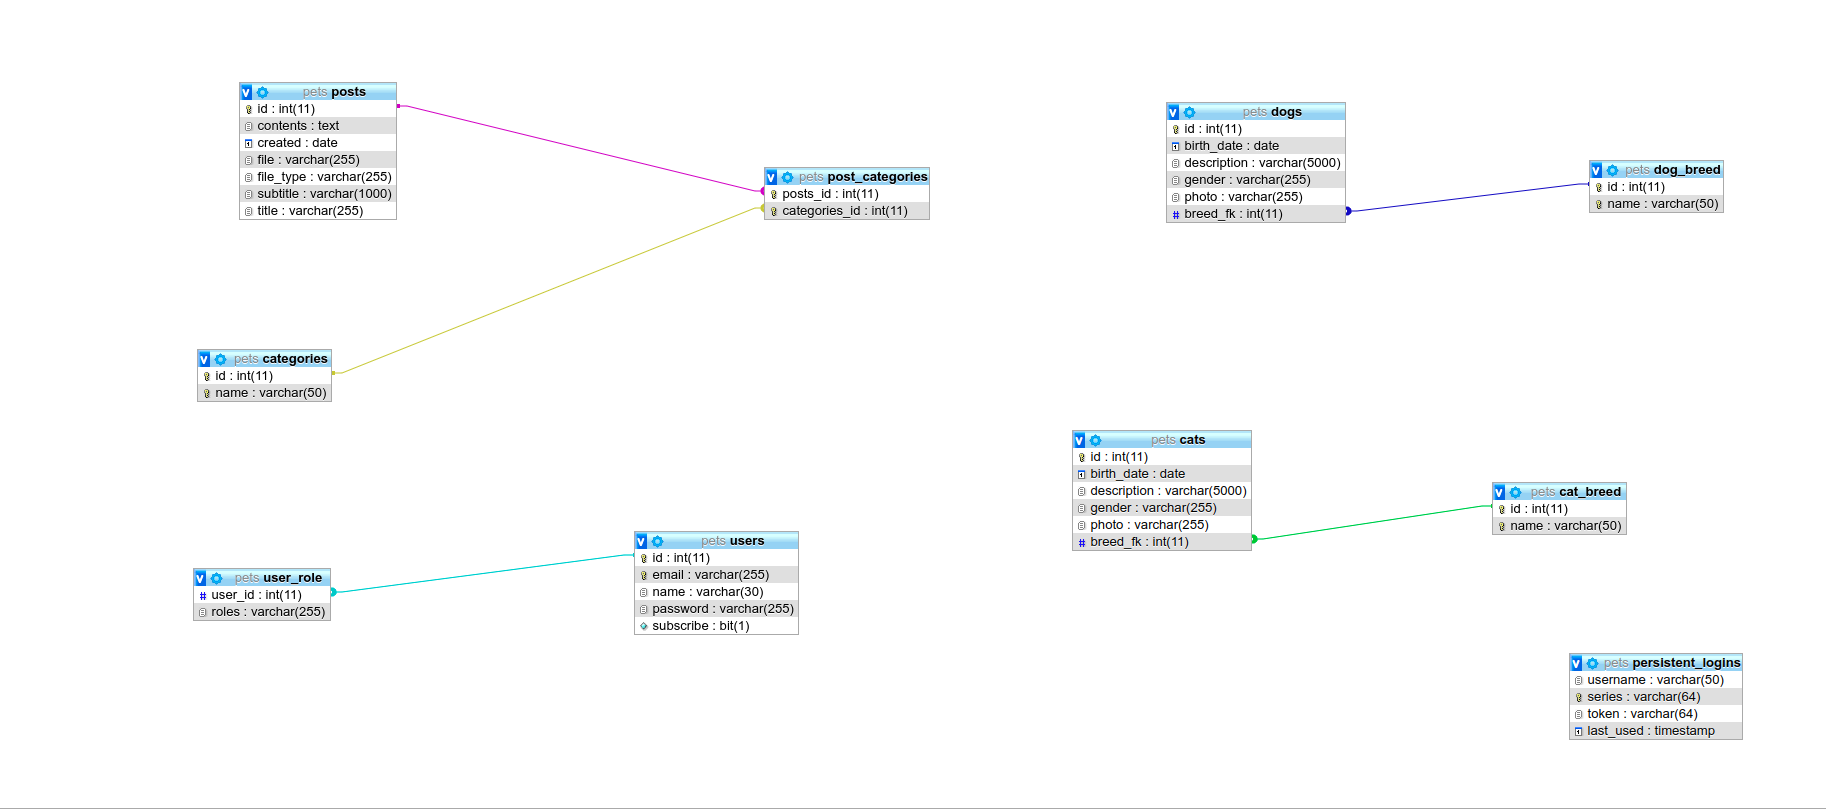 pets posts
id : int(11)
contents : text
created : date
file : varchar(255)
file_type : varchar(255)
subtitle : varchar(1000)
title : varchar(255)
pets post_categories
posts_id : int(11)
categories_id : int(11)
pets dogs
id : int(11)
birth_date : date
description : varchar(5000)
gender : varchar(255)
photo : varchar(255)
# breed_fk : int(11)
pets dog_breed
id : int(11)
name : varchar(50)
pets categories
id : int(11)
name : varchar(50)
pets cats
id : int(11)
birth_date : date
description : varchar(5000)
gender : varchar(255)
photo : varchar(255)
# breed_fk : int(11)
pets cat_breed
id : int(11)
name : varchar(50)
pets user_role
# user_id : int(11)
roles : varchar(255)
pets users
id : int(11)
email : varchar(255)
name : varchar(30)
password : varchar(255)
subscribe : bit(1)
pets persistent_logins
username : varchar(50)
series : varchar(64)
token : varchar(64)
last_used : timestamp